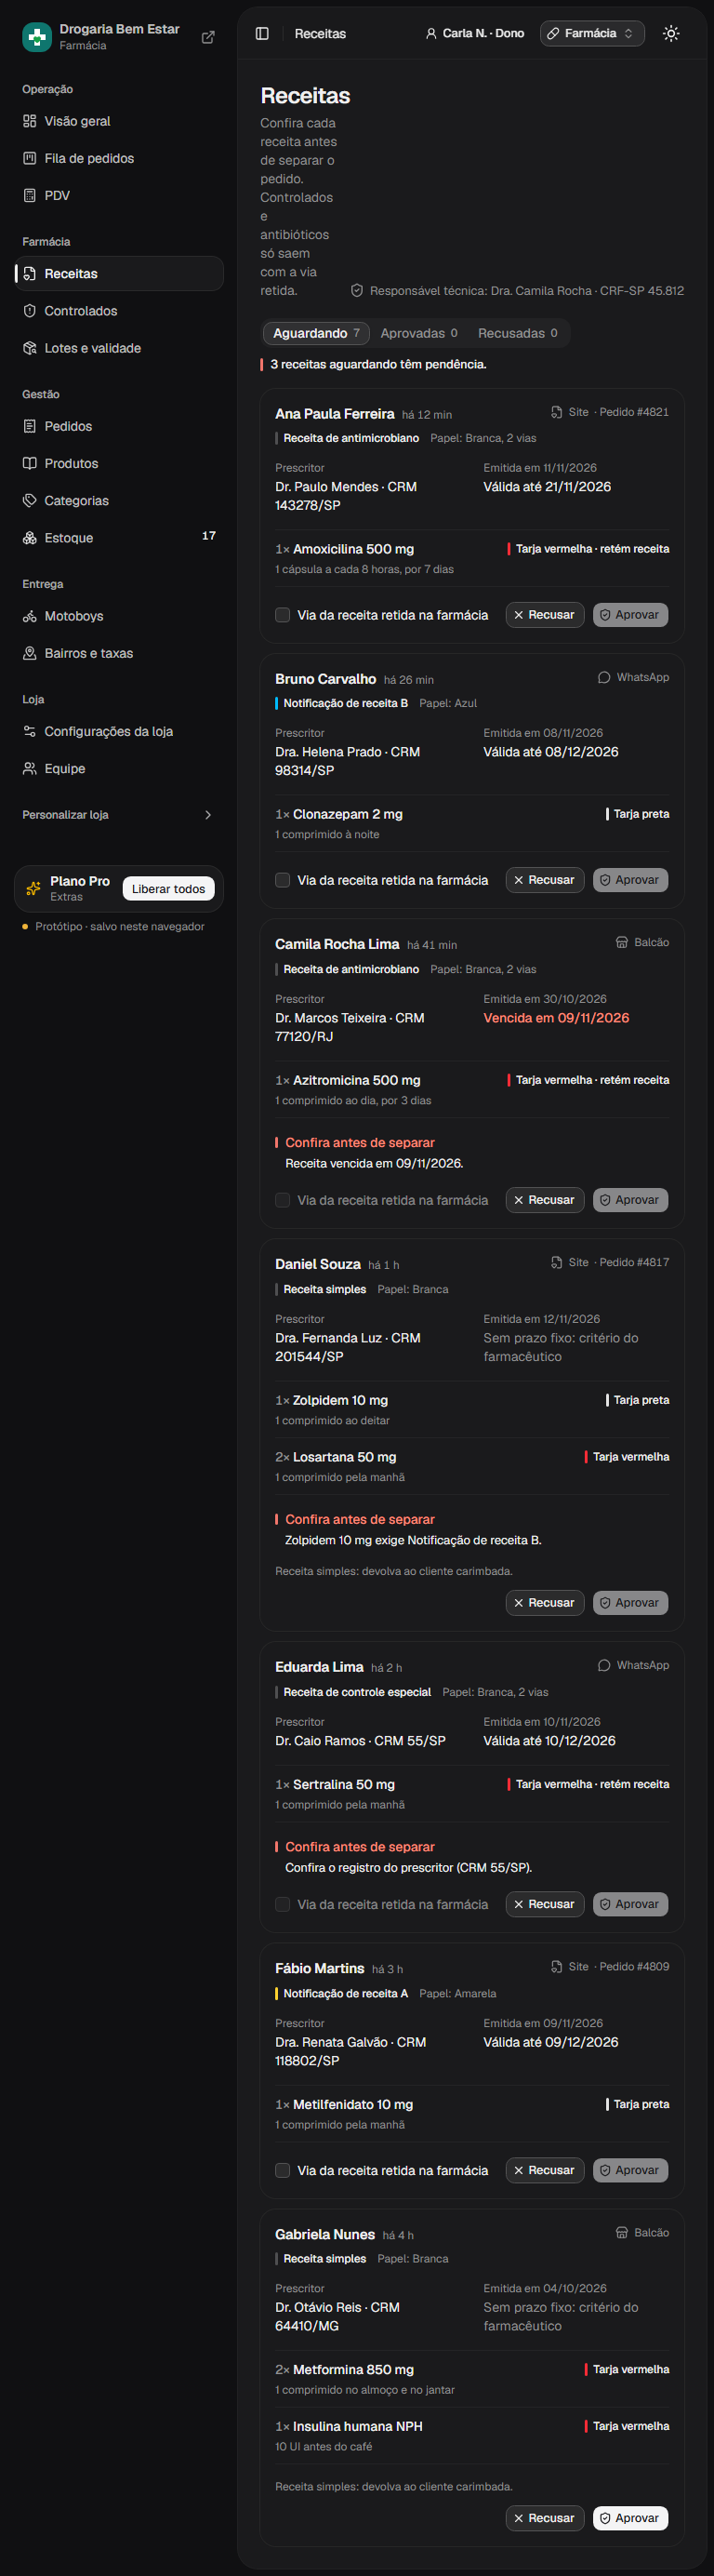 Drogaria Bem Estar
Farmácia
Operação
Visão geral
Fila de pedidos
PDV
Farmácia
Receitas
Controlados
Lotes e validade
Gestão
Pedidos
Produtos
Categorias
Estoque 17
Entrega
Motoboys
Bairros e taxas
Loja
Configurações da loja
Equipe
Personalizar loja
Plano Pro
Extras
Liberar todos
Protótipo · salvo neste navegador
Receitas
Carla N. · Dono
Farmácia
Receitas
Confira cada
receita antes
de separar o
pedido.
Controlados
e
antibióticos
só saem
com a via
retida.
Responsável técnica: Dra. Camila Rocha · CRF-SP 45.812
Aguardando 7 Aprovadas 0 Recusadas 0
3 receitas aguardando têm pendência.
Ana Paula Ferreira há 12 min Site · Pedido #4821
Receita de antimicrobiano Papel: Branca, 2 vias
Prescritor Emitida em 11/11/2026
Dr. Paulo Mendes · CRM Válida até 21/11/2026
143278/SP
1× Amoxicilina 500 mg Tarja vermelha · retém receita
1 cápsula a cada 8 horas, por 7 dias
Via da receita retida na farmácia Recusar Aprovar
Bruno Carvalho há 26 min WhatsApp
Notificação de receita B Papel: Azul
Prescritor Emitida em 08/11/2026
Dra. Helena Prado · CRM Válida até 08/12/2026
98314/SP
1× Clonazepam 2 mg Tarja preta
1 comprimido à noite
Via da receita retida na farmácia Recusar Aprovar
Camila Rocha Lima há 41 min Balcão
Receita de antimicrobiano Papel: Branca, 2 vias
Prescritor Emitida em 30/10/2026
Dr. Marcos Teixeira · CRM Vencida em 09/11/2026
77120/RJ
1× Azitromicina 500 mg Tarja vermelha · retém receita
1 comprimido ao dia, por 3 dias
Confira antes de separar
Receita vencida em 09/11/2026.
Via da receita retida na farmácia Recusar Aprovar
Daniel Souza há 1 h Site · Pedido #4817
Receita simples Papel: Branca
Prescritor Emitida em 12/11/2026
Dra. Fernanda Luz · CRM Sem prazo fixo: critério do
201544/SP farmacêutico
1× Zolpidem 10 mg Tarja preta
1 comprimido ao deitar
2× Losartana 50 mg Tarja vermelha
1 comprimido pela manhã
Confira antes de separar
Zolpidem 10 mg exige Notificação de receita B.
Receita simples: devolva ao cliente carimbada.
Recusar Aprovar
Eduarda Lima há 2 h WhatsApp
Receita de controle especial Papel: Branca, 2 vias
Prescritor Emitida em 10/11/2026
Dr. Caio Ramos · CRM 55/SP Válida até 10/12/2026
1× Sertralina 50 mg Tarja vermelha · retém receita
1 comprimido pela manhã
Confira antes de separar
Confira o registro do prescritor (CRM 55/SP).
Via da receita retida na farmácia Recusar Aprovar
Fábio Martins há 3 h Site · Pedido #4809
Notificação de receita A Papel: Amarela
Prescritor Emitida em 09/11/2026
Dra. Renata Galvão · CRM Válida até 09/12/2026
118802/SP
1× Metilfenidato 10 mg Tarja preta
1 comprimido pela manhã
Via da receita retida na farmácia Recusar Aprovar
Gabriela Nunes há 4 h Balcão
Receita simples Papel: Branca
Prescritor Emitida em 04/10/2026
Dr. Otávio Reis · CRM Sem prazo fixo: critério do
64410/MG farmacêutico
2× Metformina 850 mg Tarja vermelha
1 comprimido no almoço e no jantar
1× Insulina humana NPH Tarja vermelha
10 UI antes do café
Receita simples: devolva ao cliente carimbada.
Recusar Aprovar